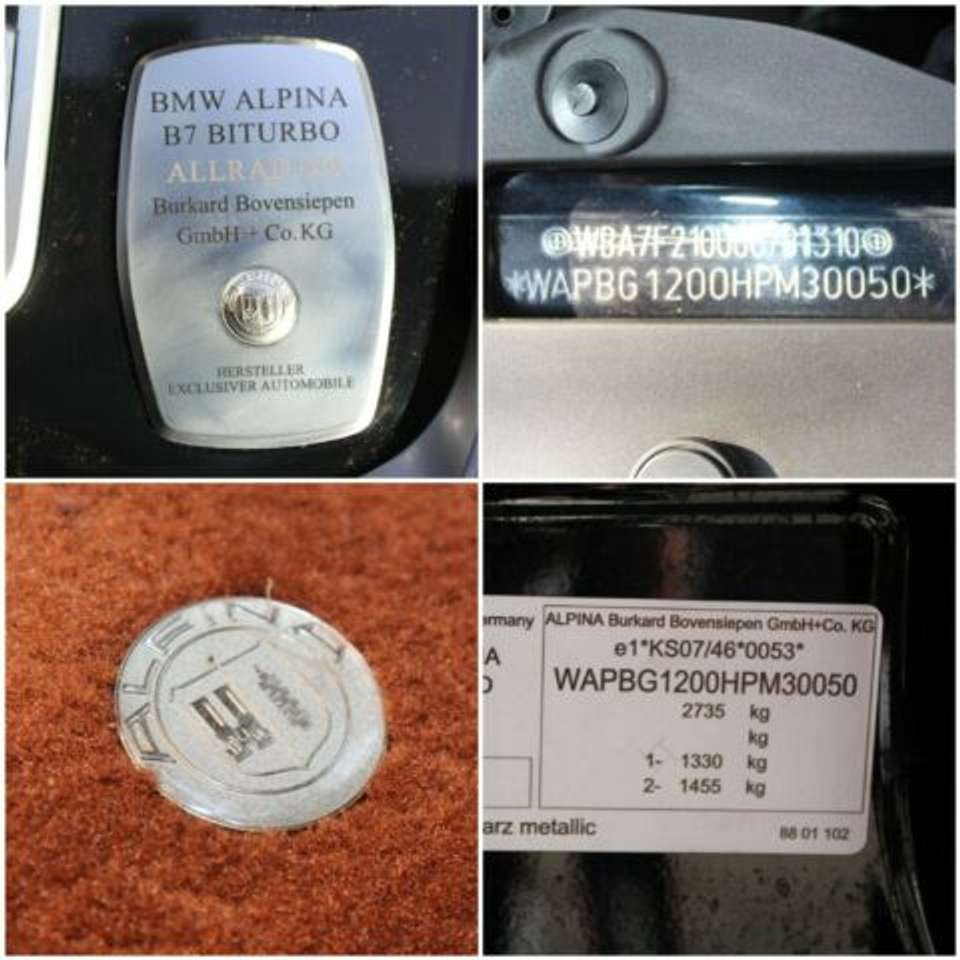 BMW ALPINA
B7 BITURBO
ALLRAD
Burkard Bovensiepen
GmbH + Co. KG
HERSTELLER
EXCLUSIVER AUTOMOBILE
*WAPBG1200HPM30050*
ALPINA
ermany
A
D
arz metallic
ALPINA Burkard Bovensiepen GmbH+Co. KG
e1*KS07/46*0053*
WAPBG1200HPM30050
2735 kg
kg
1- 1330 kg
2- 1455 kg
88 01 102